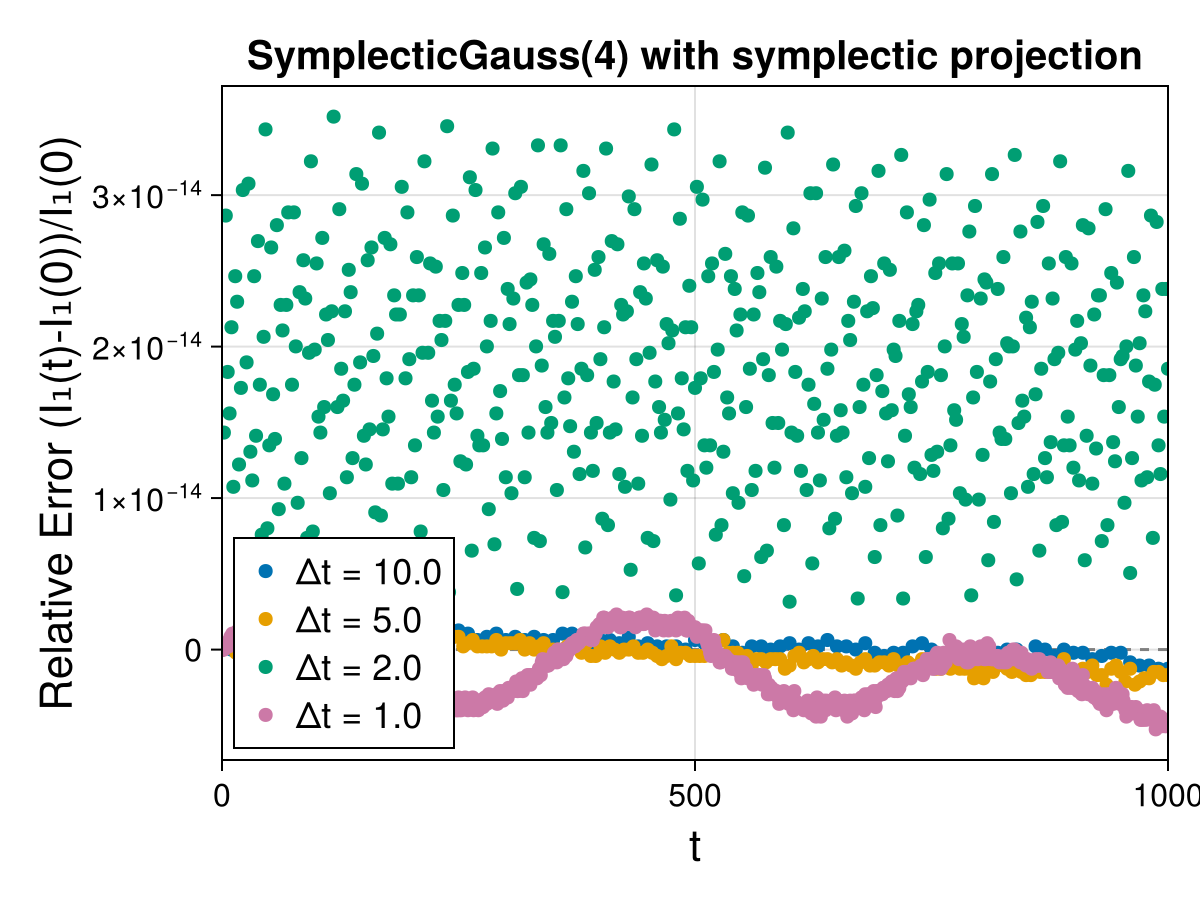 SymplecticGauss(4) with symplectic projection
Relative Error (I₁(t)-I₁(0))/I₁(0)
3×10⁻¹⁴
2×10⁻¹⁴
1×10⁻¹⁴
0
Δt = 10.0
Δt = 5.0
Δt = 2.0
Δt = 1.0
0 500 1000
t